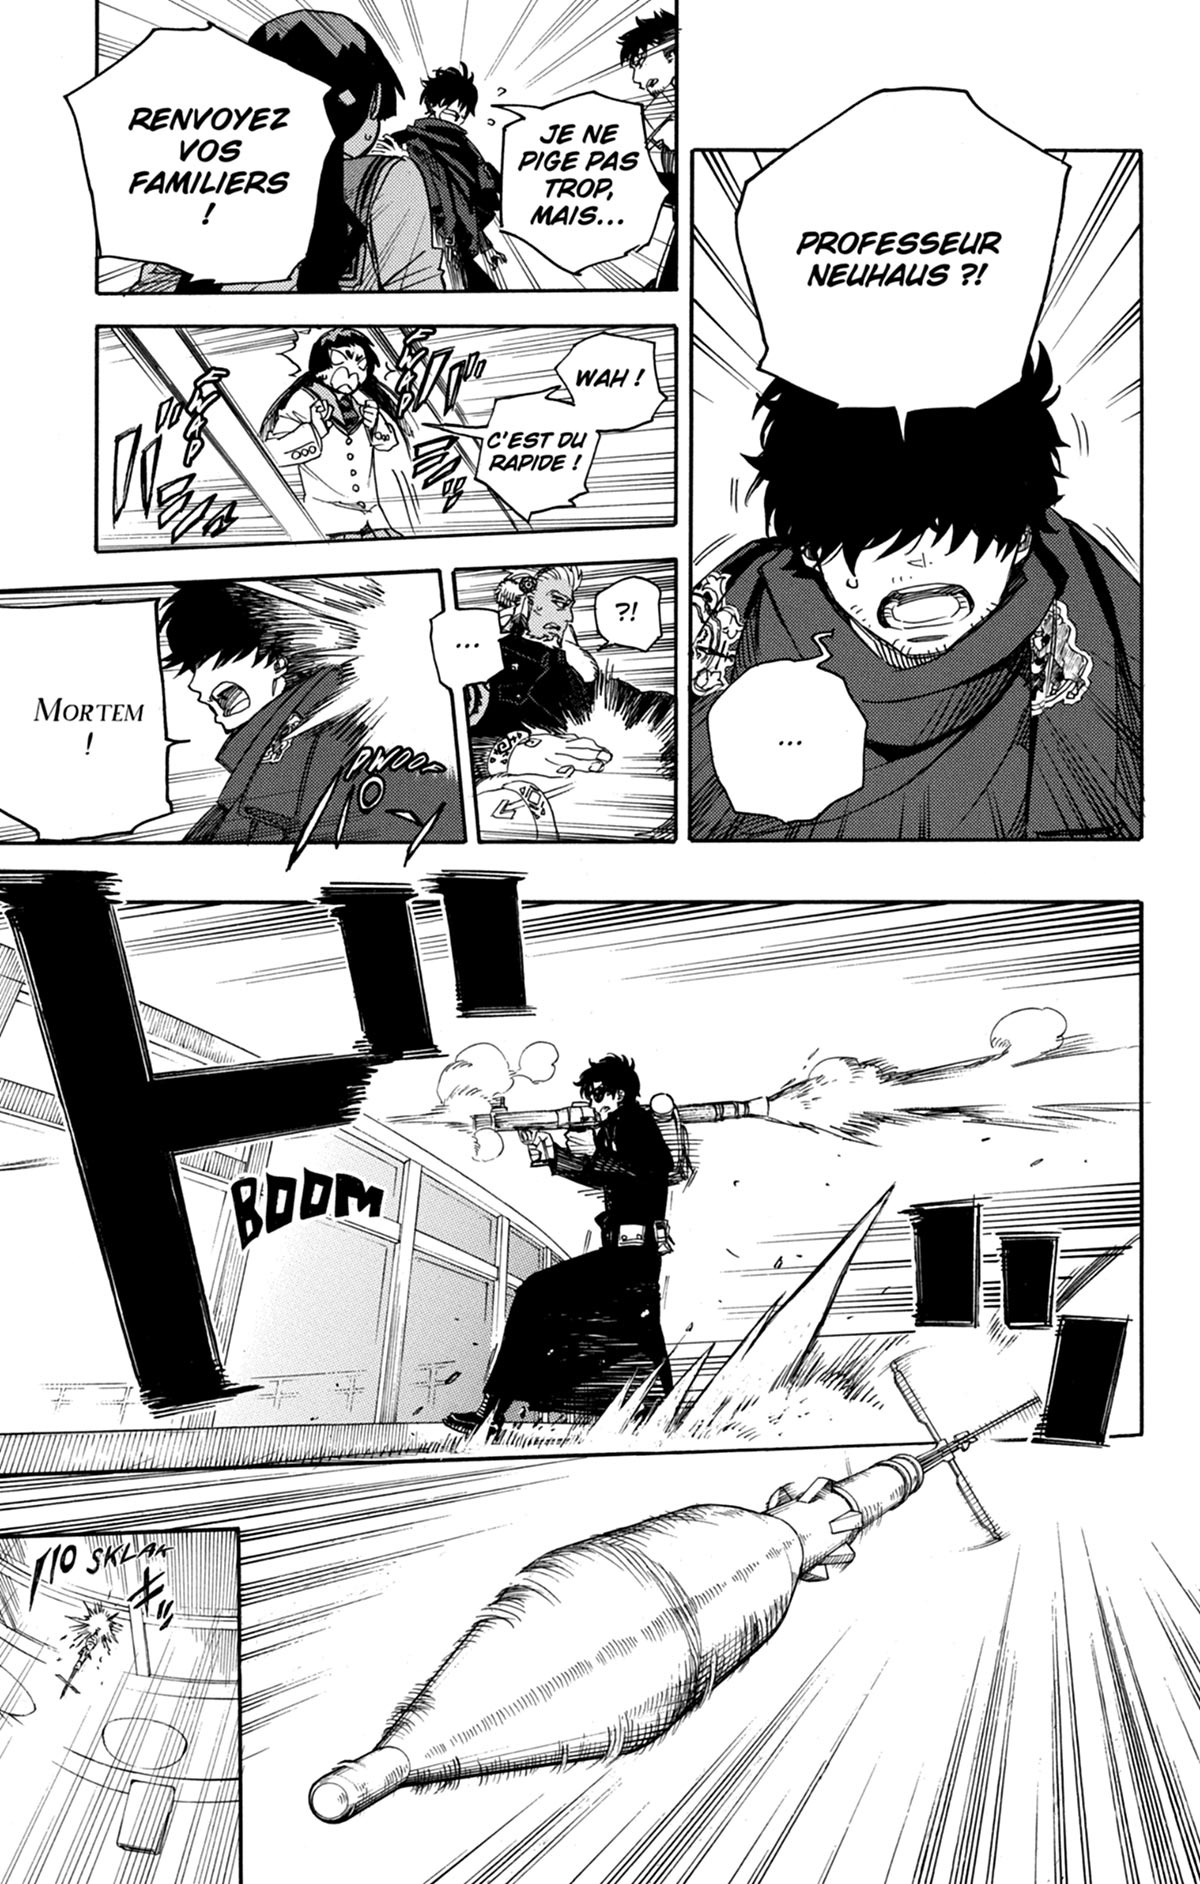 PROFESSEUR
NEUHAUS ?!
...
JE NE
PIGE PAS
TROP,
MAIS...
RENVOYEZ
VOS
FAMILIERS
!
WAH !
C'EST DU
RAPIDE !
?!
...
MORTEM
!
BOOM
SKLAK